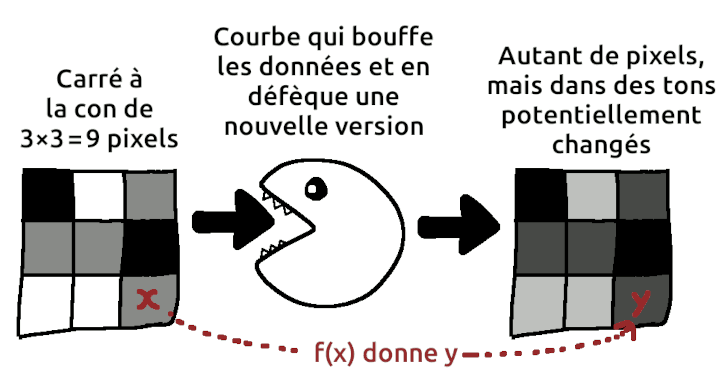 Carré à
la con de
3×3=9 pixels
Courbe qui bouffe
les données et en
défèque une
nouvelle version
Autant de pixels,
mais dans des tons
potentiellement
changés
x
y
f(x) donne y